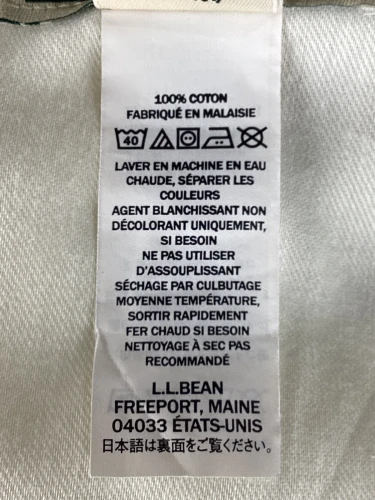 100% COTON
FABRIQUÉ EN MALAISIE
40
LAVER EN MACHINE EN EAU
CHAUDE, SÉPARER LES
COULEURS
AGENT BLANCHISSANT NON
DÉCOLORANT UNIQUEMENT,
SI BESOIN
NE PAS UTILISER
D'ASSOUPLISSANT
SÉCHAGE PAR CULBUTAGE
MOYENNE TEMPÉRATURE,
SORTIR RAPIDEMENT
FER CHAUD SI BESOIN
NETTOYAGE À SEC PAS
RECOMMANDÉ
L.L.BEAN
FREEPORT, MAINE
04033 ÉTATS-UNIS
日本語は裏面をご覧ください。